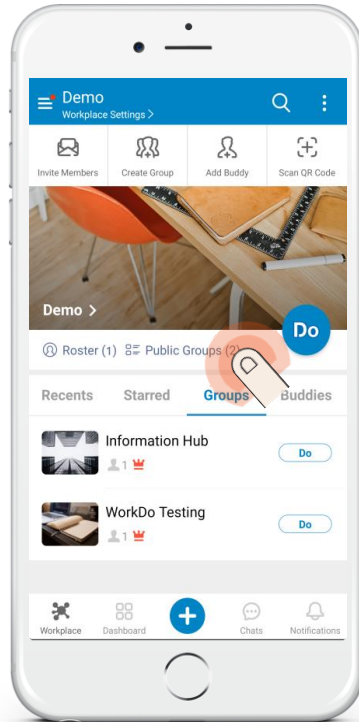 Demo
Workplace Settings >
Invite Members
Create Group
Add Buddy
Scan QR Code
Demo >
Do
Roster (1) Public Groups (2)
Recents Starred Groups Buddies
Information Hub
1
Do
WorkDo Testing
1
Do
Workplace Dashboard Chats Notifications